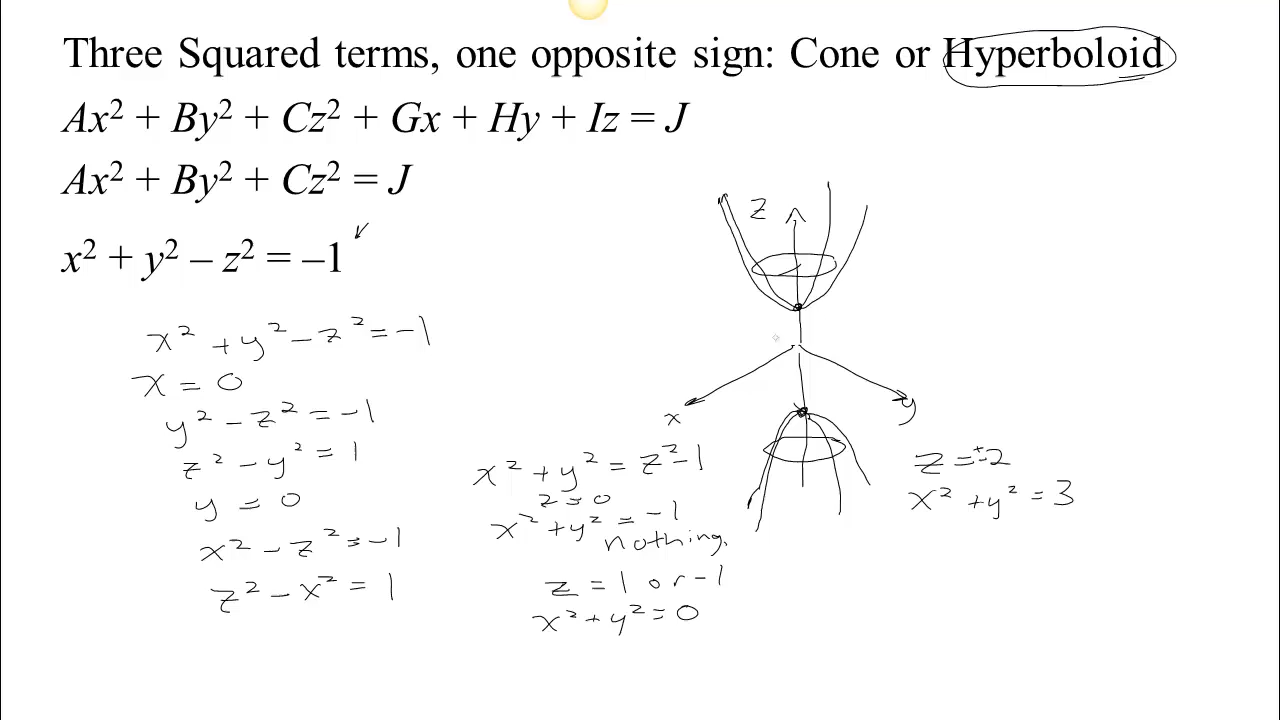 Three Squared terms, one opposite sign: Cone or Hyperboloid
Ax² + By² + Cz² + Gx + Hy + Iz = J
Ax² + By² + Cz² = J
x² + y² – z² = –1
x² + y² – z² = –1
x = 0
y² – z² = –1
z² – y² = 1
y = 0
x² – z² = –1
z² – x² = 1
x² + y² = z² – 1
z = 0
x² + y² = –1
nothing.
z = 1 or –1
x² + y² = 0
z
x
y
z = ±2
x² + y² = 3